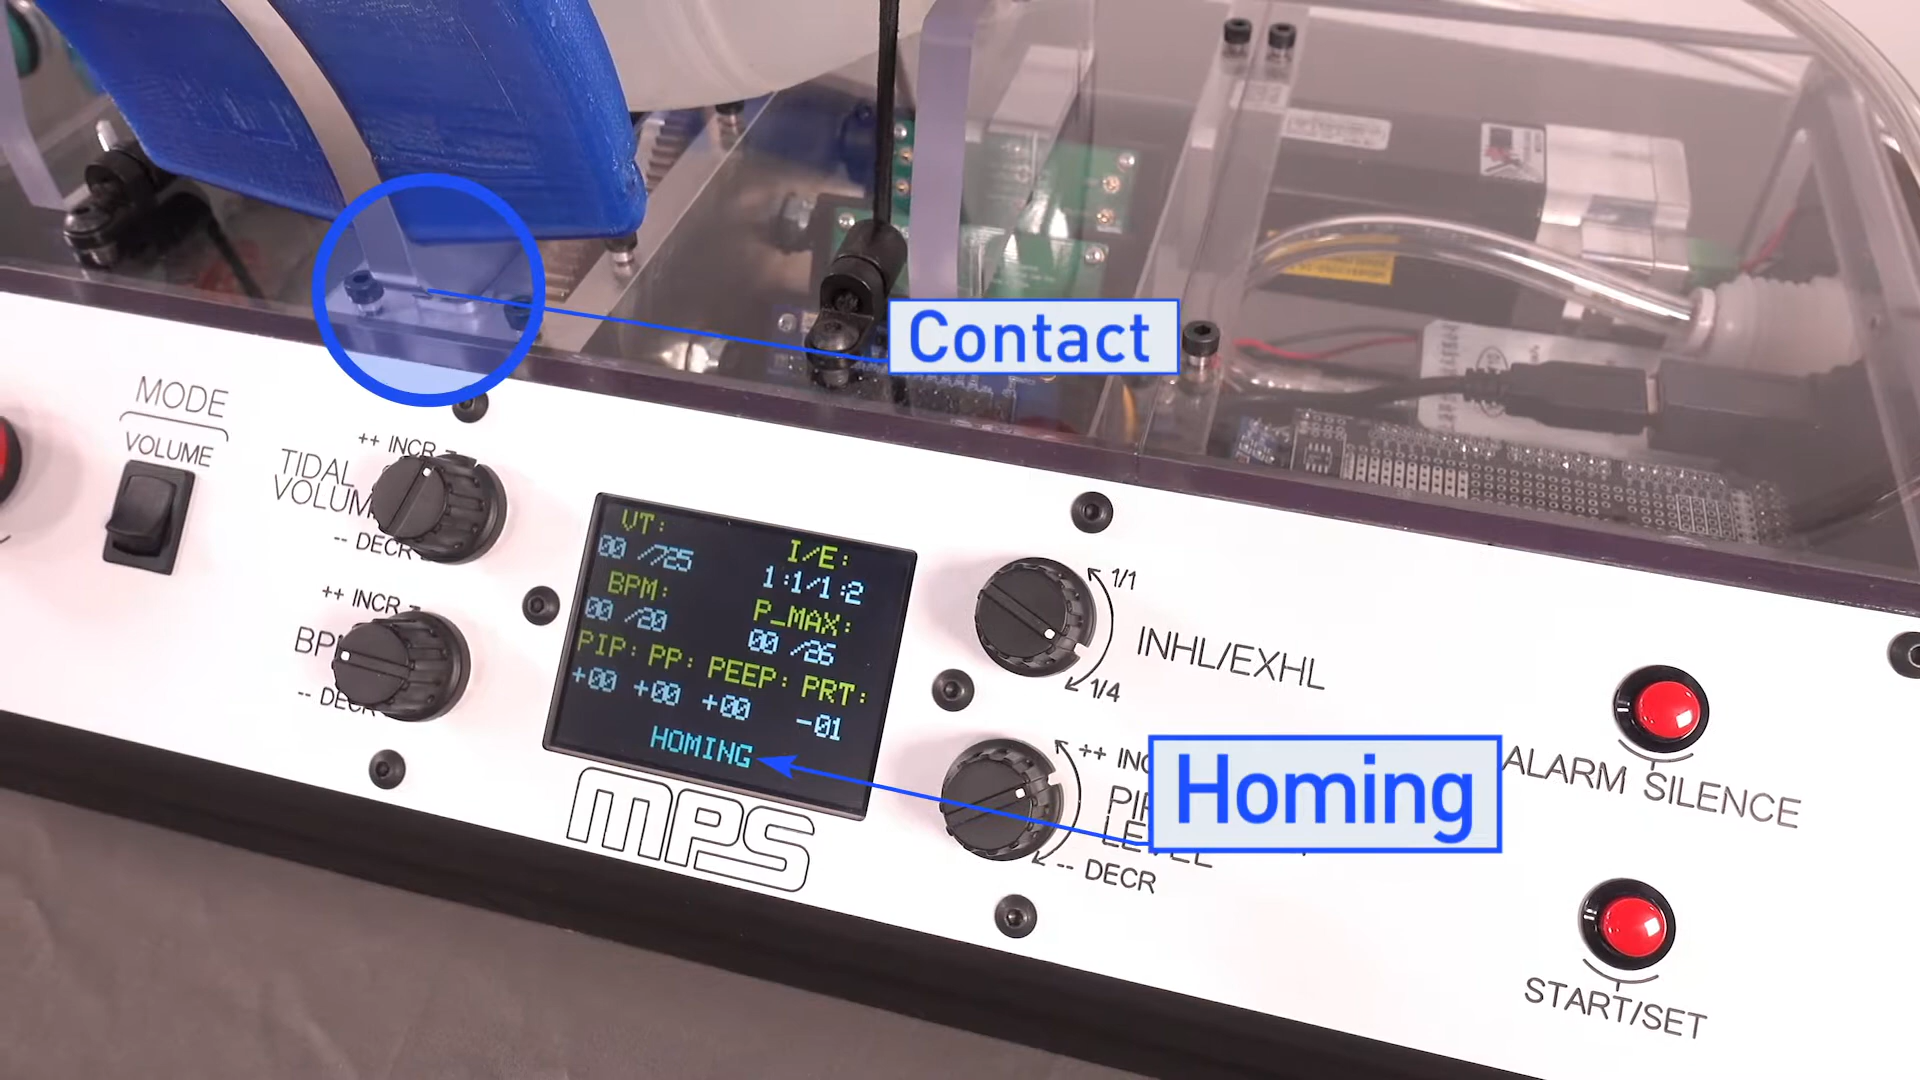 Contact
MODE
VOLUME
++ INCR
TIDAL
VOLUM
-- DECR
++ INCR
-- DECR
VT:
00 /725
I/E:
1:1/1:2
BPM:
00 /20
P_MAX:
00 /26
PIP: PP: PEEP: PRT:
+00 +00 +00 -01
HOMING
MPS
1/1
INHL/EXHL
1/4
++ INC
LEVEL
-- DECR
Homing
ALARM SILENCE
START/SET